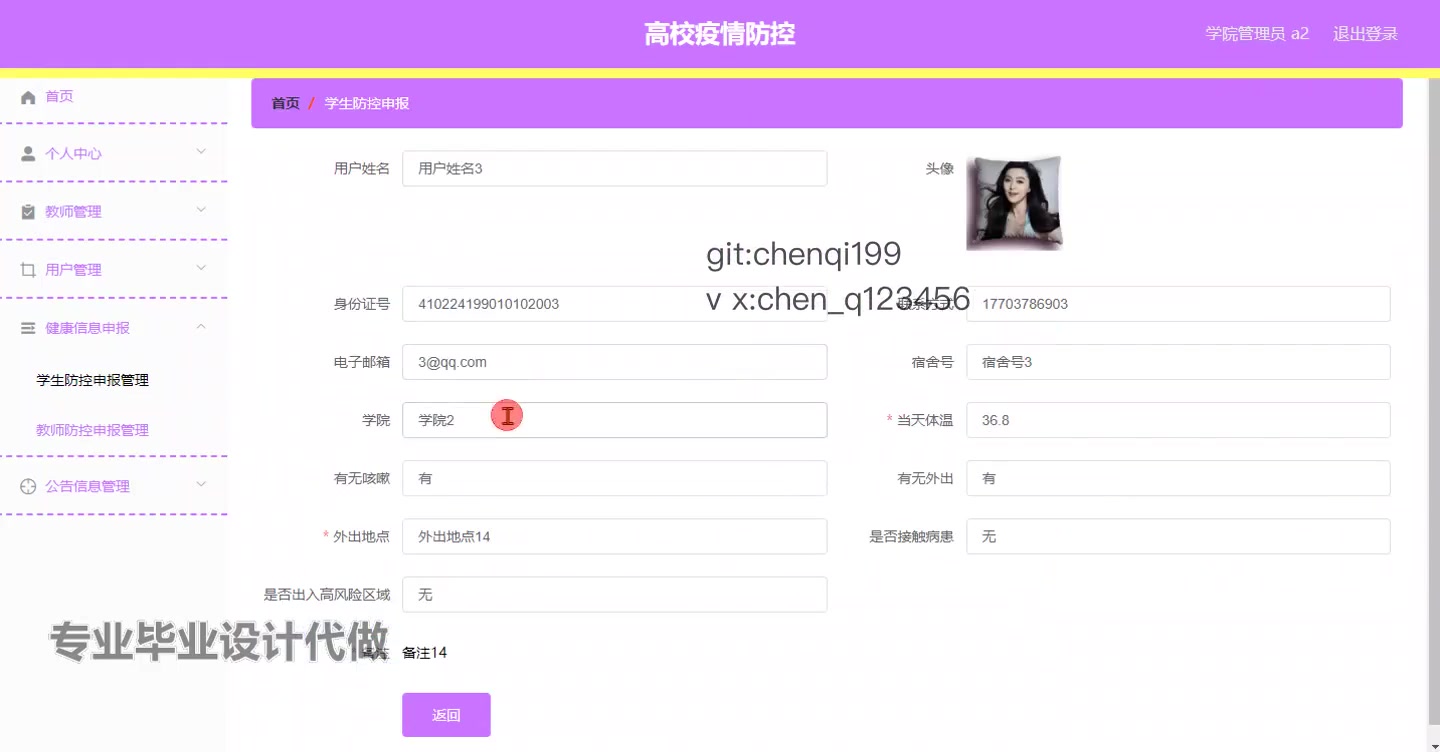 高校疫情防控
学院管理员 a2 退出登录
首页
首页 / 学生防控申报
个人中心
教师管理
用户管理
健康信息申报
学生防控申报管理
教师防控申报管理
公告信息管理
用户姓名 用户姓名3 头像
git:chenqi199
v x:chen_q123456
身份证号 410224199010102003 联系方式 17703786903
电子邮箱 3@qq.com 宿舍号 宿舍号3
学院 学院2 * 当天体温 36.8
有无咳嗽 有 有无外出 有
* 外出地点 外出地点14 是否接触病患 无
是否出入高风险区域 无
专业毕业设计代做
备注 备注14
返回